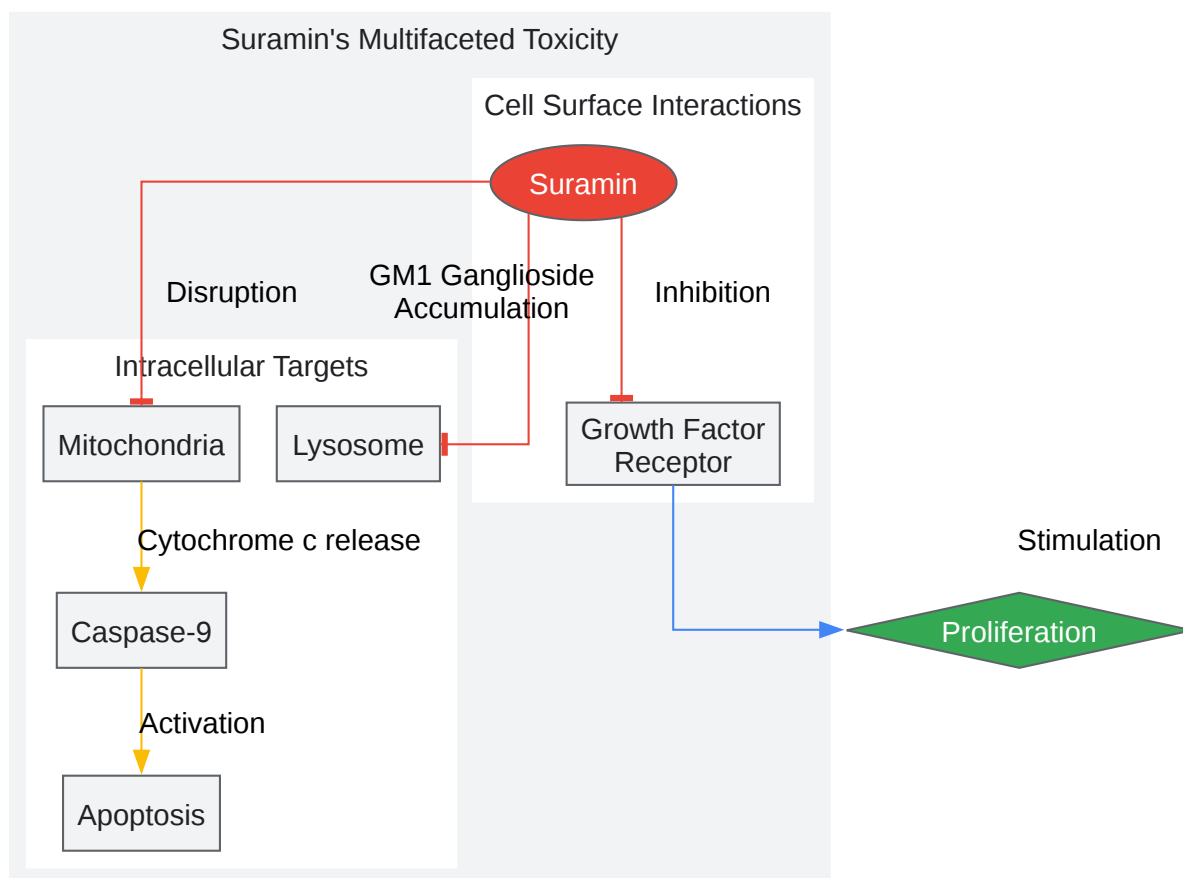 Suramin's Multifaceted Toxicity
Cell Surface Interactions
Suramin
Disruption
GM1 Ganglioside
Accumulation
Inhibition
Intracellular Targets
Mitochondria
Lysosome
Growth Factor
Receptor
Cytochrome c release
Stimulation
Caspase-9
Proliferation
Activation
Apoptosis